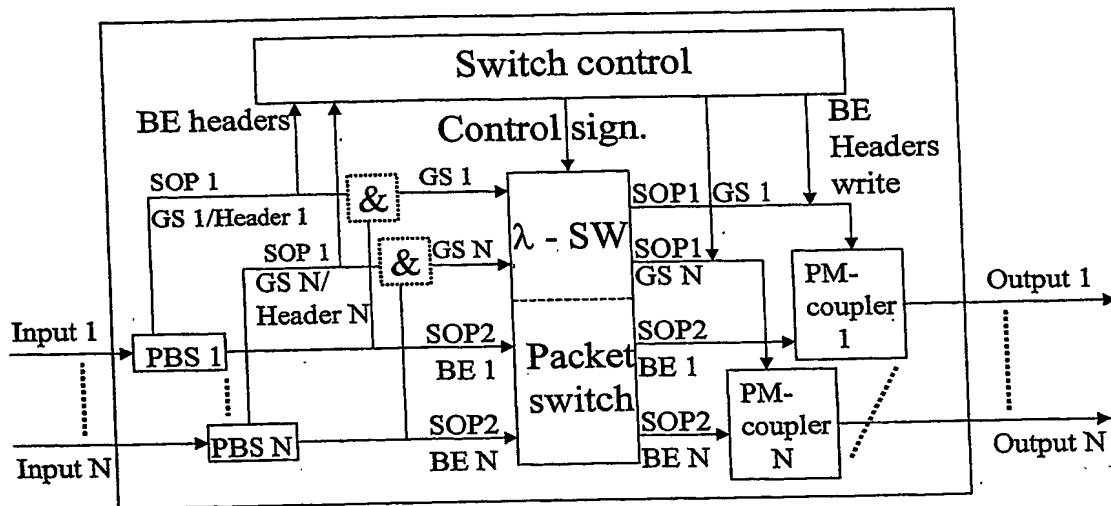 Switch control
BE headers
Control sign.
BE
Headers
write
SOP 1
GS 1/Header 1
&
GS 1
SOP 1
GS N/
Header N
&
GS N
λ - SW
SOP1 GS 1
SOP1
GS N
PM-
coupler
1
Output 1
Input 1
PBS 1
SOP2
BE 1
Packet
switch
SOP2
BE 1
PM-
coupler
N
Input N
PBS N
SOP2
BE N
SOP2
BE N
Output N